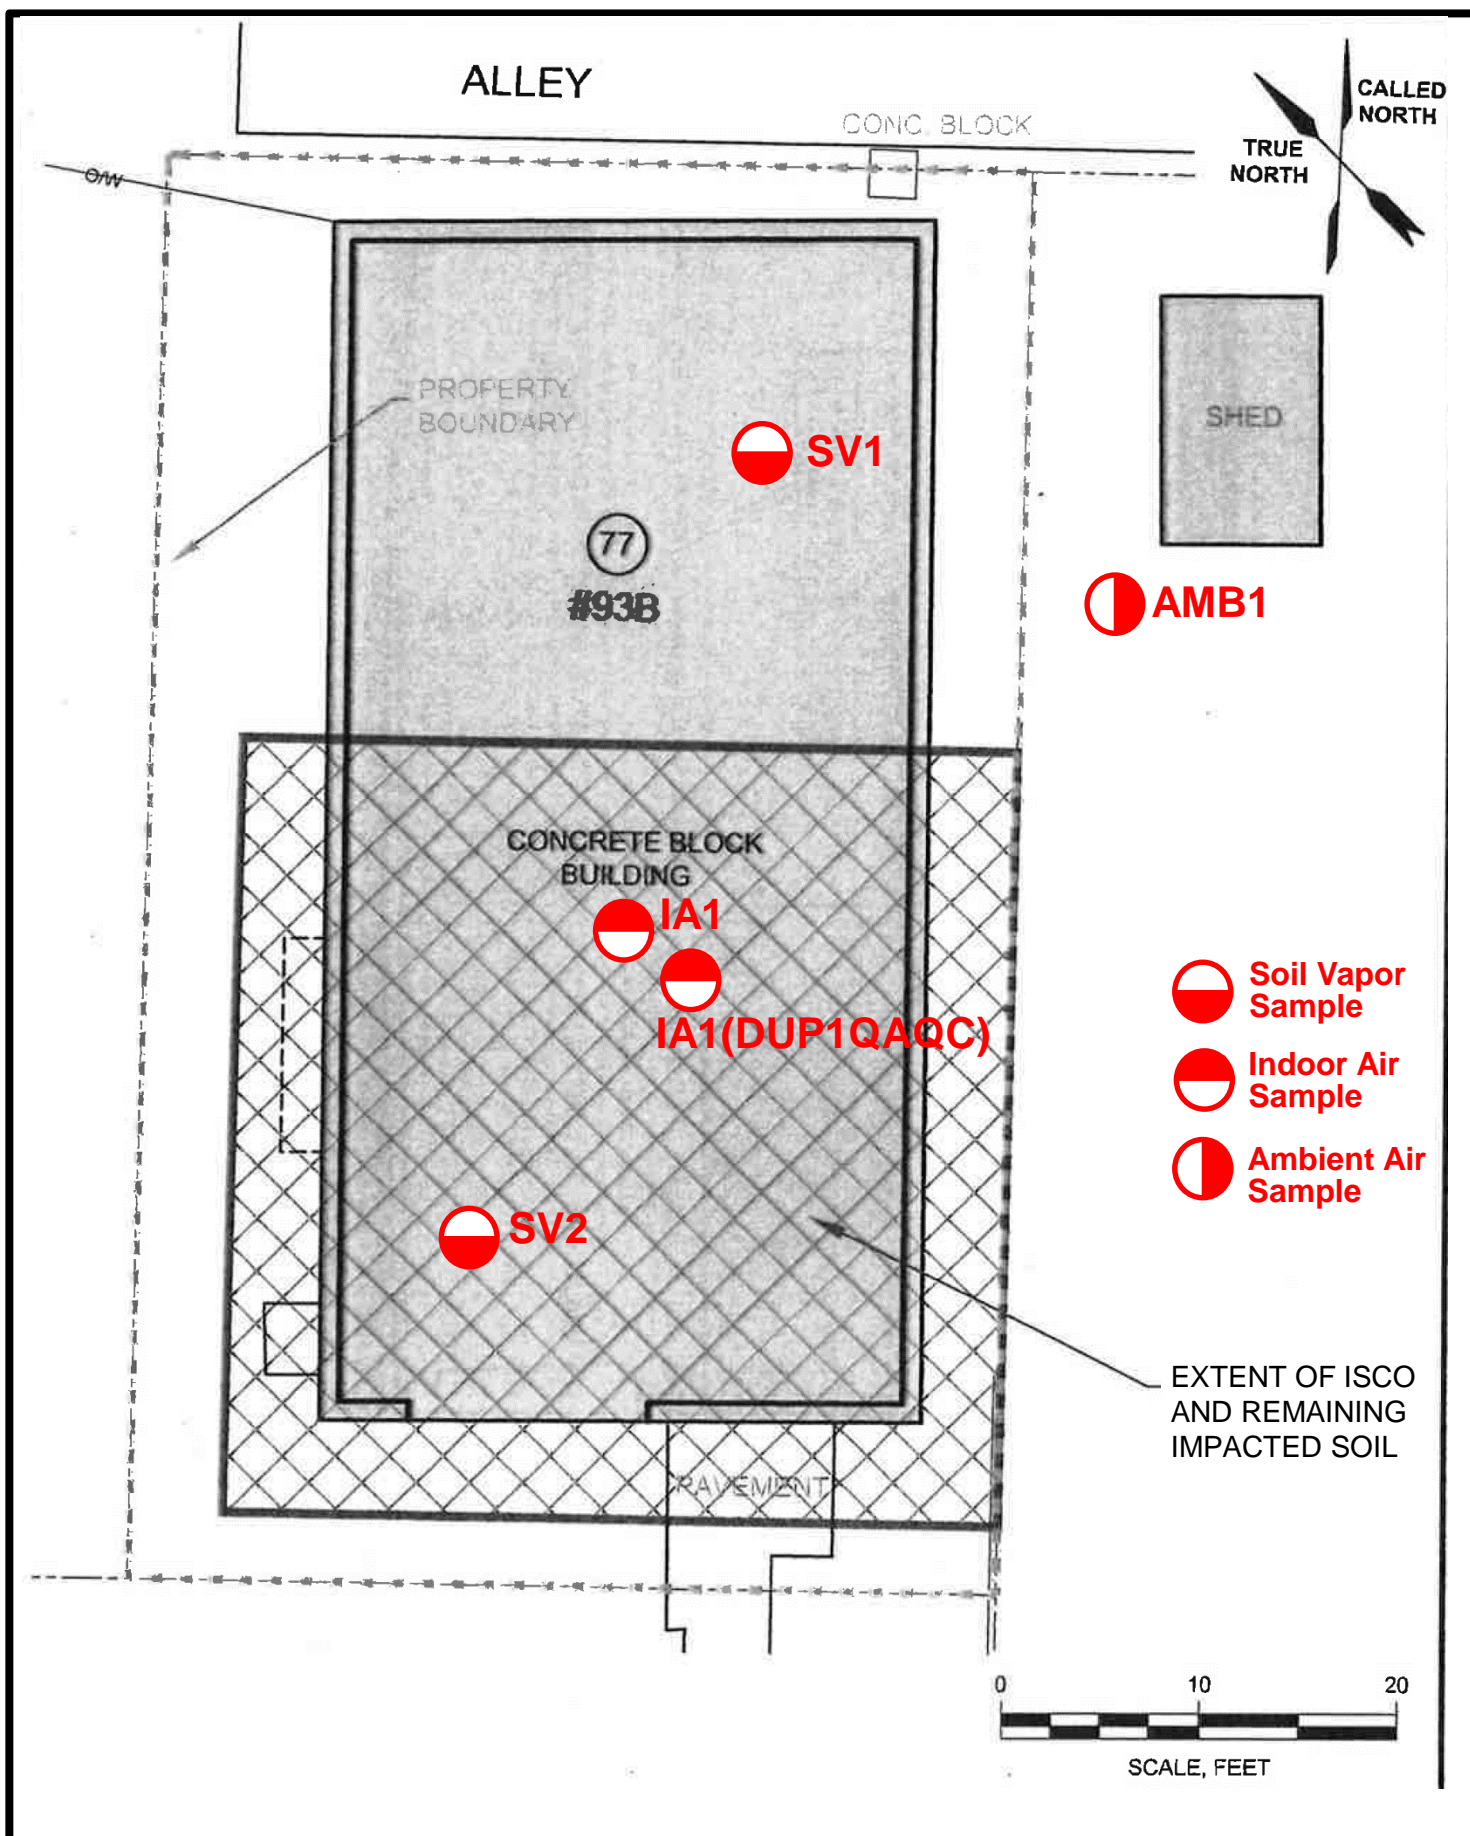 ALLEY
CALLED
NORTH
CONC. BLOCK
TRUE
NORTH
O/W
PROPERTY
BOUNDARY
SHED
SV1
77
#93B
AMB1
CONCRETE BLOCK
BUILDING
IA1
IA1(DUP1QAQC)
Soil Vapor
Sample
Indoor Air
Sample
Ambient Air
Sample
SV2
EXTENT OF ISCO
AND REMAINING
IMPACTED SOIL
PAVEMENT
0 10 20
SCALE, FEET